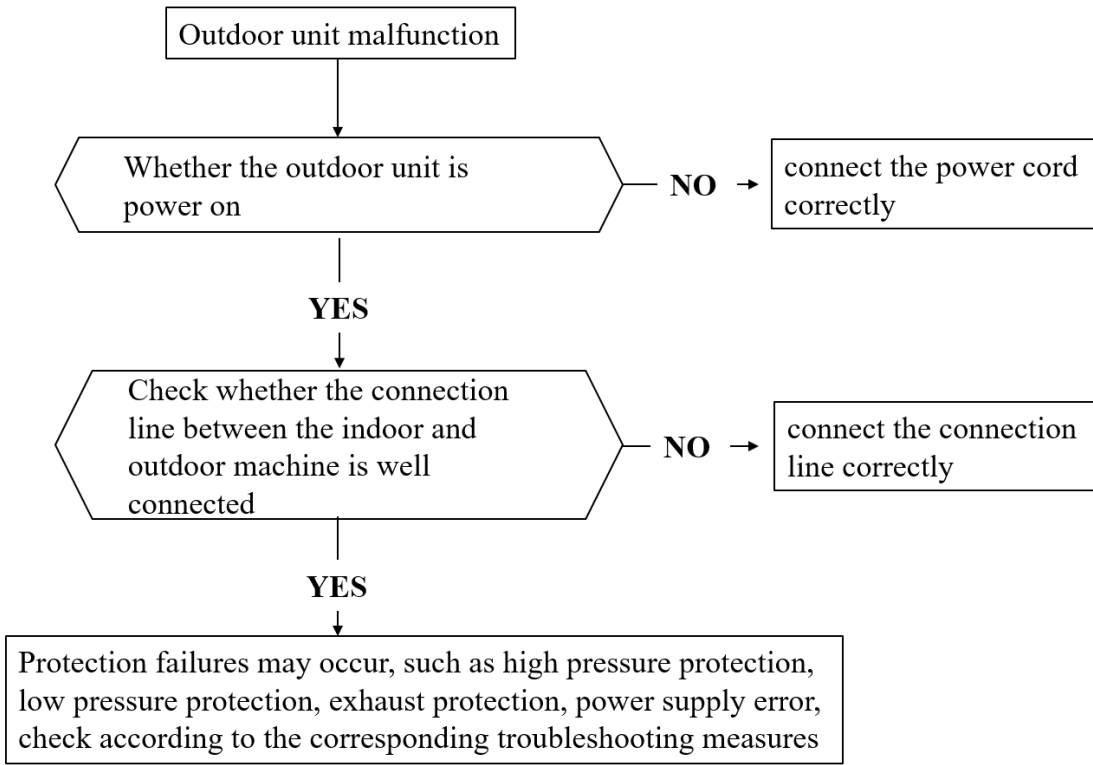 Outdoor unit malfunction
Whether the outdoor unit is
power on
NO
connect the power cord
correctly
YES
Check whether the connection
line between the indoor and
outdoor machine is well
connected
NO
connect the connection
line correctly
YES
Protection failures may occur, such as high pressure protection,
low pressure protection, exhaust protection, power supply error,
check according to the corresponding troubleshooting measures